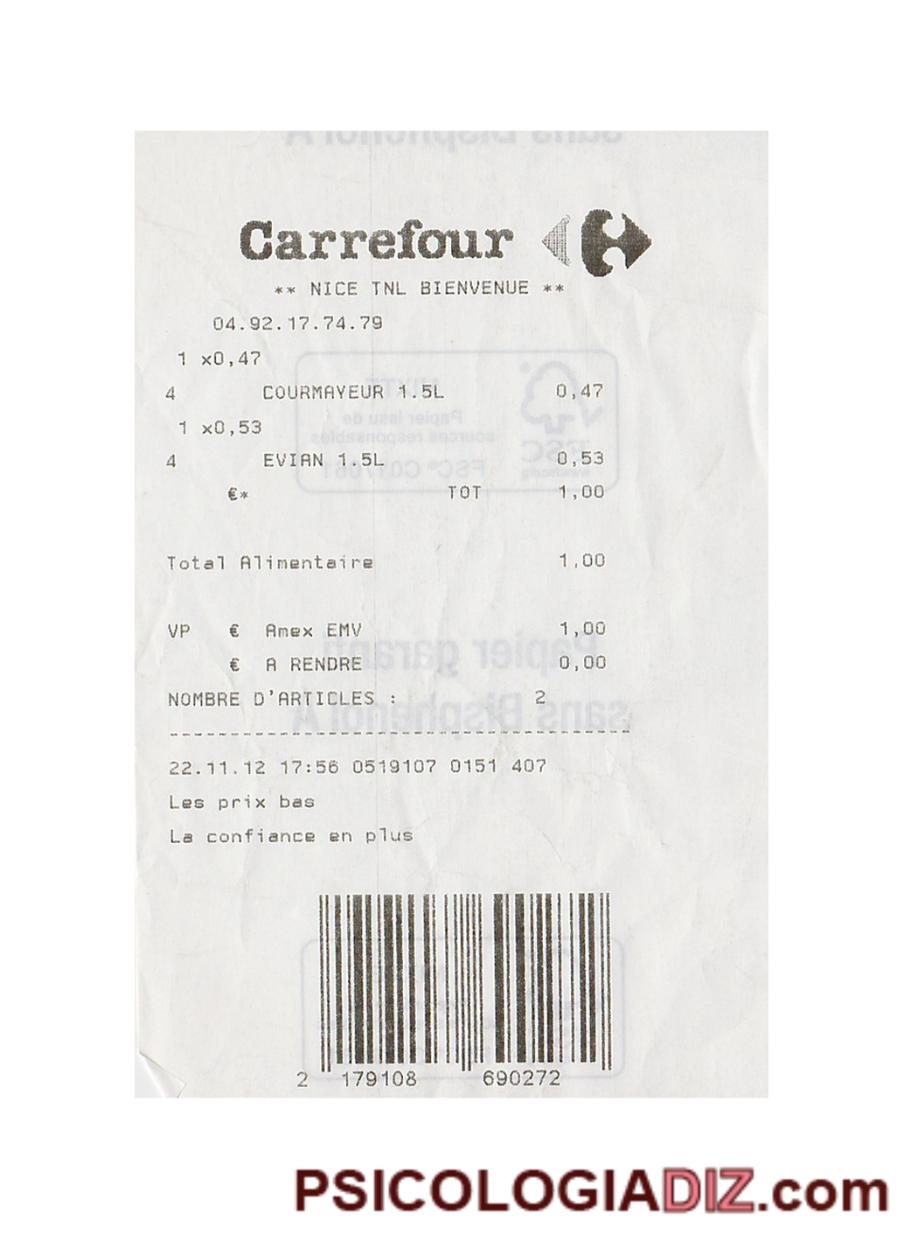 Carrefour
** NICE TNL BIENVENUE **
04.92.17.74.79
1 x0,47
4 COURMAYEUR 1.5L 0,47
1 x0,53
4 EVIAN 1.5L 0,53
€* TOT 1,00
Total Alimentaire 1,00
VP € Amex EMV 1,00
€ A RENDRE 0,00
NOMBRE D'ARTICLES : 2
22.11.12 17:56 0519107 0151 407
Les prix bas
La confiance en plus
2 179108 690272
PSICOLOGIADIZ.com